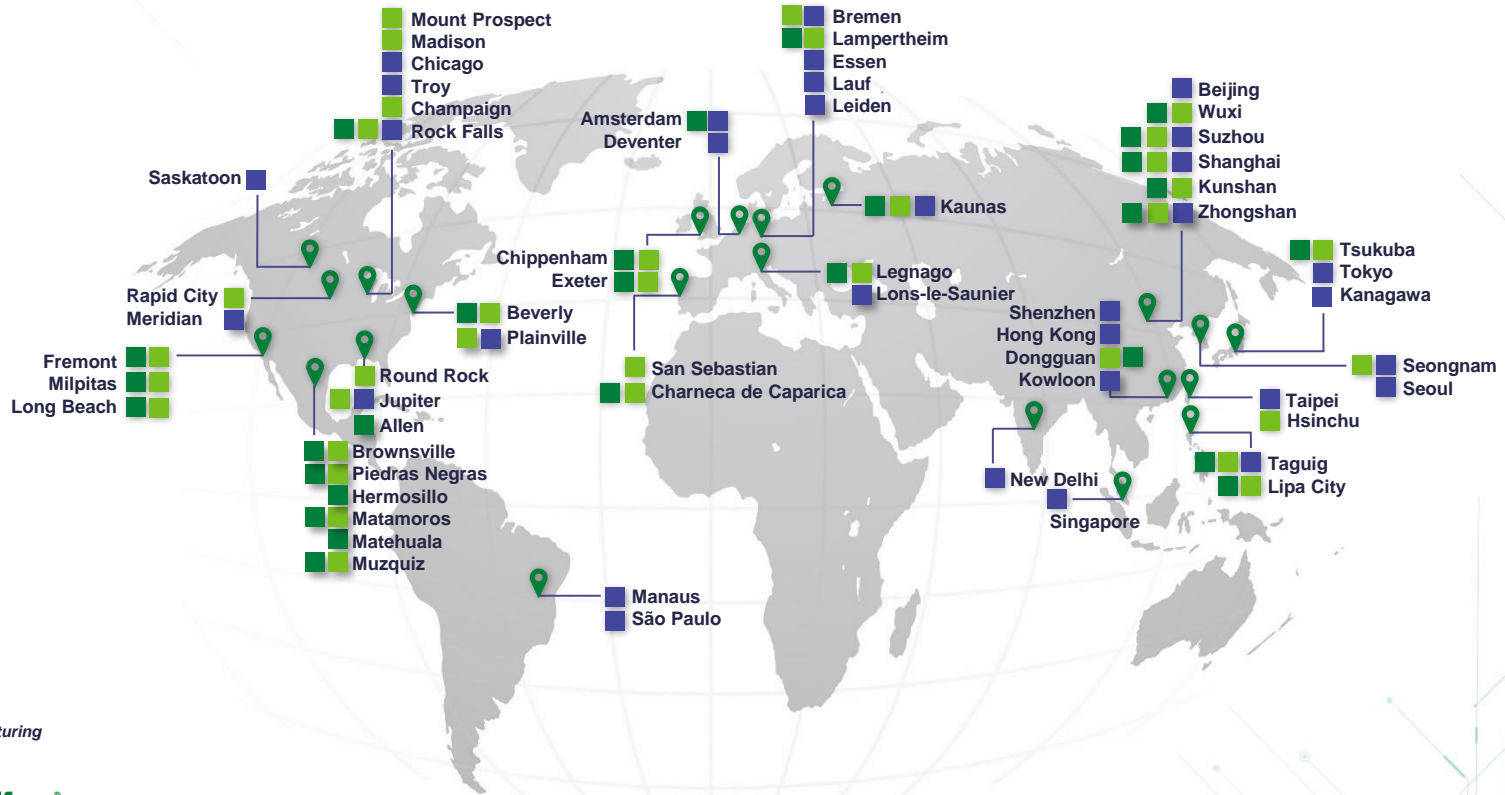 Mount Prospect
Madison
Chicago
Troy
Champaign
Rock Falls
Bremen
Lampertheim
Essen
Lauf
Leiden
Amsterdam
Deventer
Beijing
Wuxi
Suzhou
Shanghai
Kunshan
Zhongshan
Saskatoon
Kaunas
Chippenham
Exeter
Tsukuba
Tokyo
Kanagawa
Legnago
Lons-le-Saunier
Rapid City
Meridian
Beverly
Plainville
Shenzhen
Hong Kong
Dongguan
Kowloon
Fremont
Milpitas
Long Beach
Round Rock
Jupiter
Allen
San Sebastian
Charneca de Caparica
Seongnam
Seoul
Taipei
Hsinchu
Brownsville
Piedras Negras
Hermosillo
Matamoros
Matehuala
Muzquiz
Taguig
Lipa City
New Delhi
Singapore
Manaus
São Paulo
turing